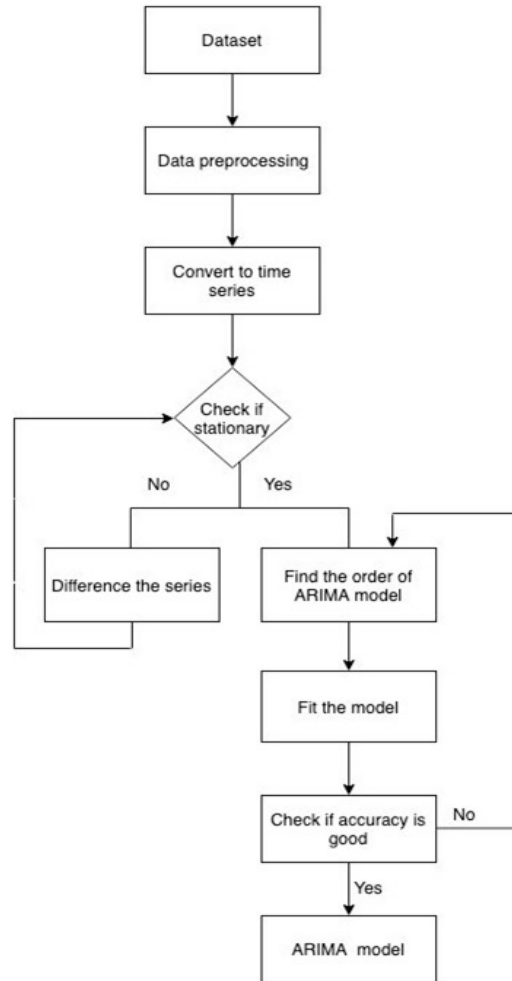 Dataset
Data preprocessing
Convert to time
series
Check if
stationary
No
Yes
Difference the series
Find the order of
ARIMA model
Fit the model
Check if accuracy is
good
No
Yes
ARIMA model